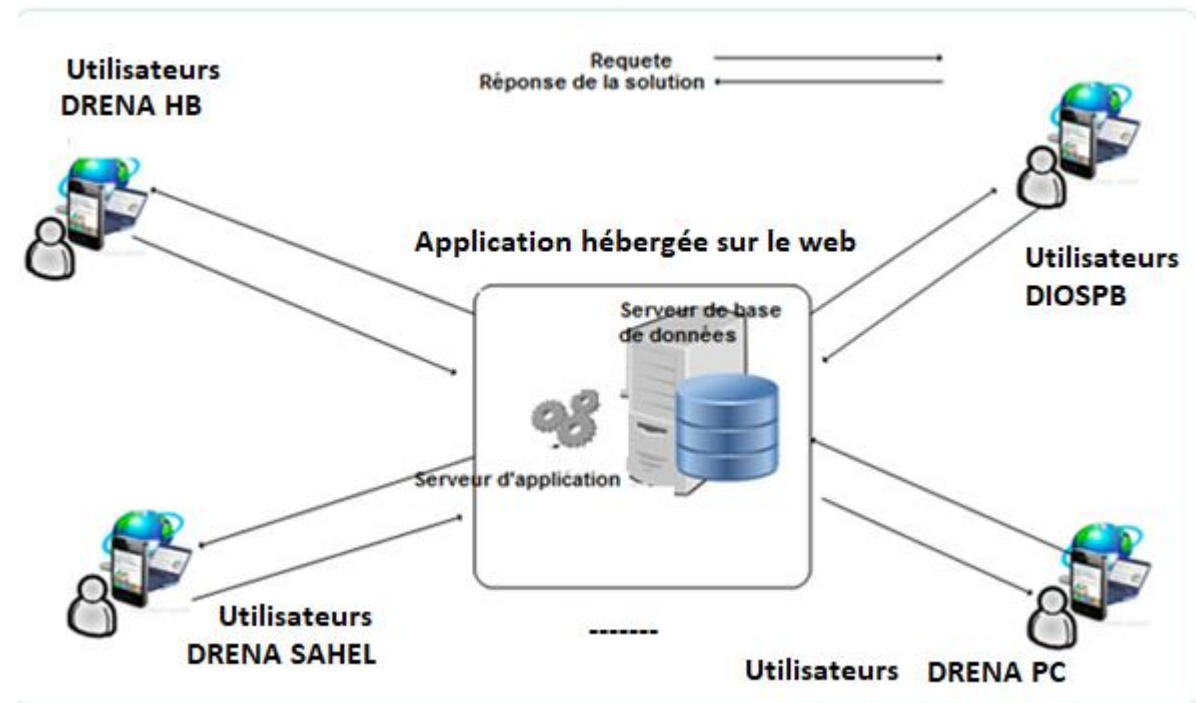 Utilisateurs
DRENA HB
Requete
Réponse de la solution
Application hébergée sur le web
Utilisateurs
DIOSPB
Serveur de base
de données
Serveur d'application
Utilisateurs
DRENA SAHEL
-------
Utilisateurs DRENA PC